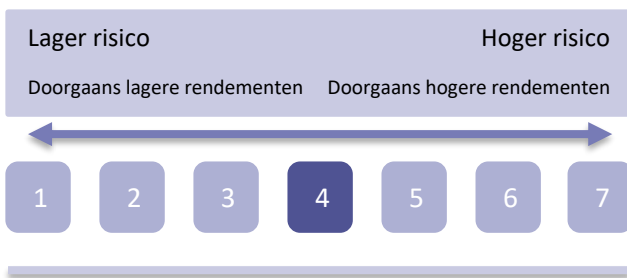 Lager risico Hoger risico
Doorgaans lagere rendementen Doorgaans hogere rendementen
1 2 3 4 5 6 7